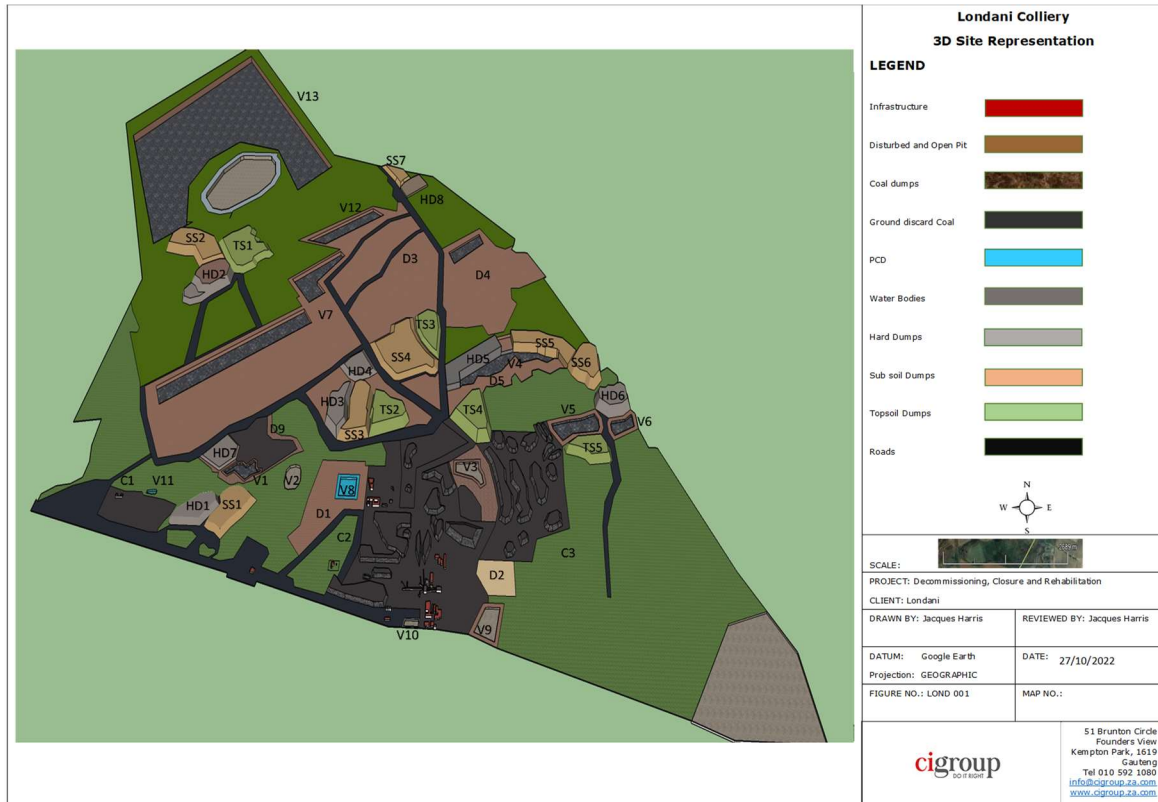 V13
SS7
HD8
V12
SS2
TS1
D3
HD2
D4
V7
TS3
SS5
SS4
HD5
V4
SS6
HD4
D5
HD6
HD3
TS2
TS4
V5
V6
D9
SS3
TS5
HD7
V3
C1
V11
V1
V2
V8
HD1
SS1
D1
C2
C3
D2
V9
V10
Londani Colliery
3D Site Representation
LEGEND
Infrastructure
Disturbed and Open Pit
Coal dumps
Ground discard Coal
PCD
Water Bodies
Hard Dumps
Sub soil Dumps
Topsoil Dumps
Roads
N
W E
S
SCALE:
PROJECT: Decommissioning, Closure and Rehabilitation
CLIENT: Londani
DRAWN BY: Jacques Harris
REVIEWED BY: Jacques Harris
DATUM: Google Earth
Projection: GEOGRAPHIC
DATE: 27/10/2022
FIGURE NO.: LOND 001
MAP NO.:
cigroup
DO IT RIGHT
51 Brunton Circle
Founders View
Kempton Park, 1619
Gauteng
Tel 010 592 1080
info@cigroup.za.com
www.cigroup.za.com